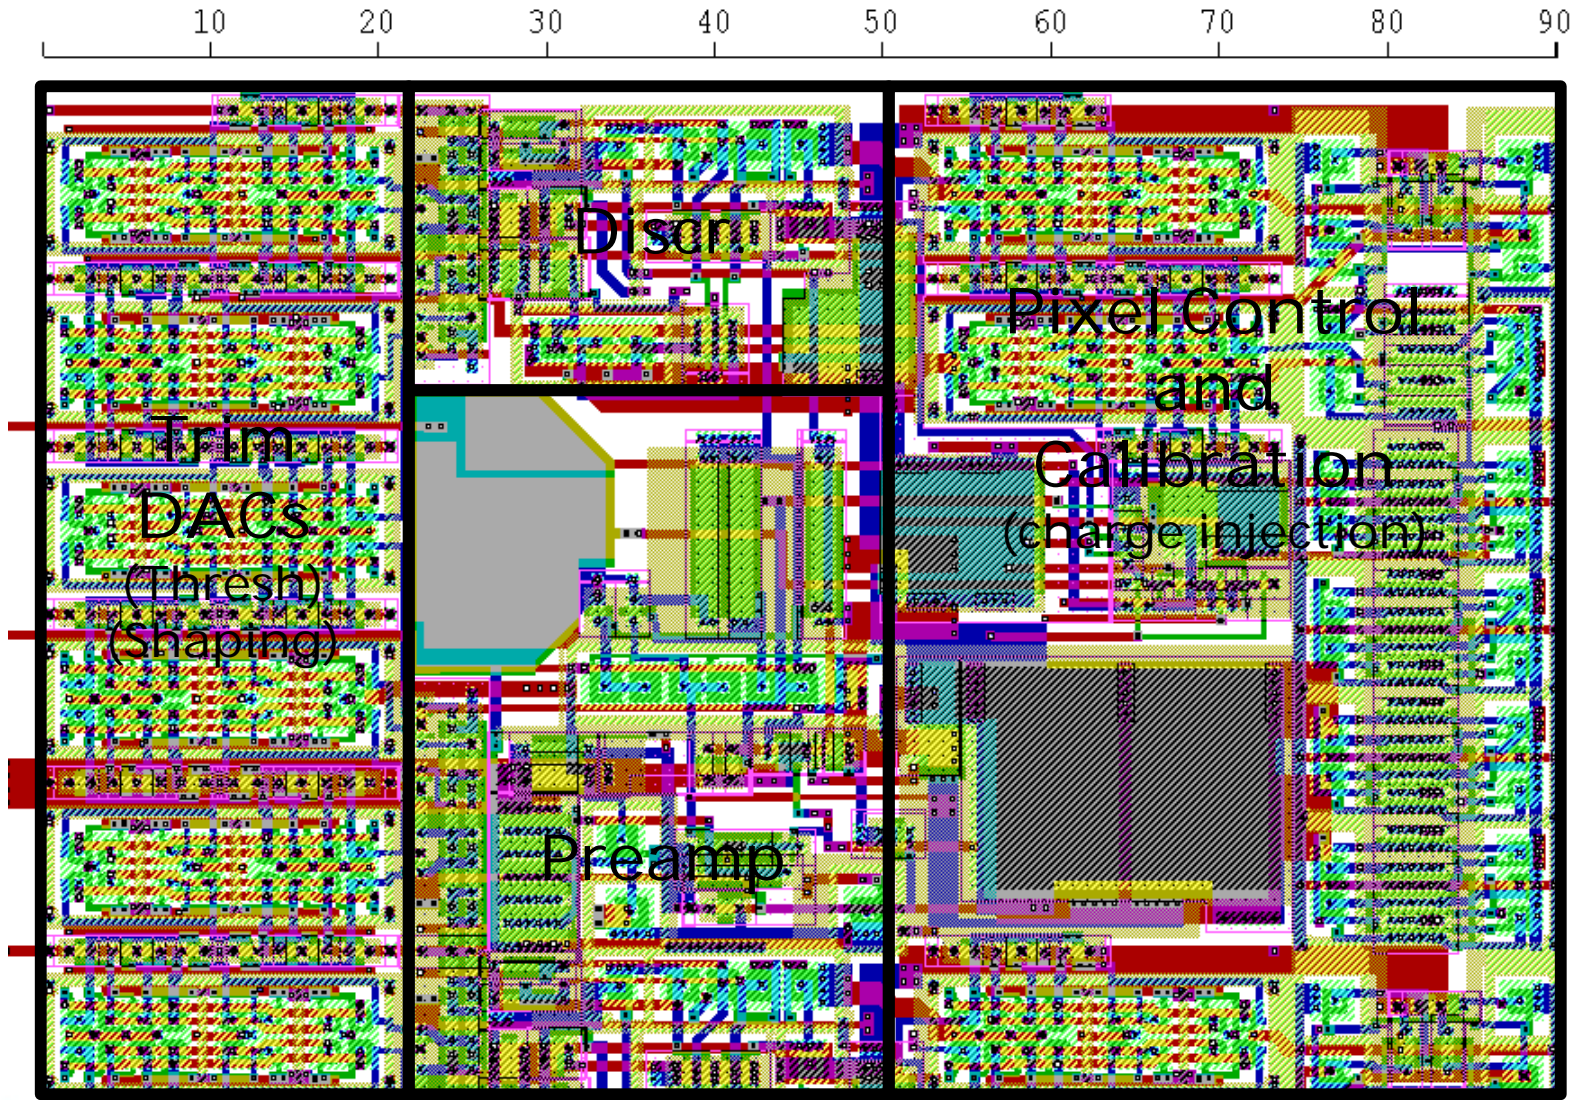 10 20 30 40 50 60 70 80 90
Discr
Pixel Control
and
Calibration
(charge injection)
Trim
DACs
(Thresh)
(Shaping)
Preamp